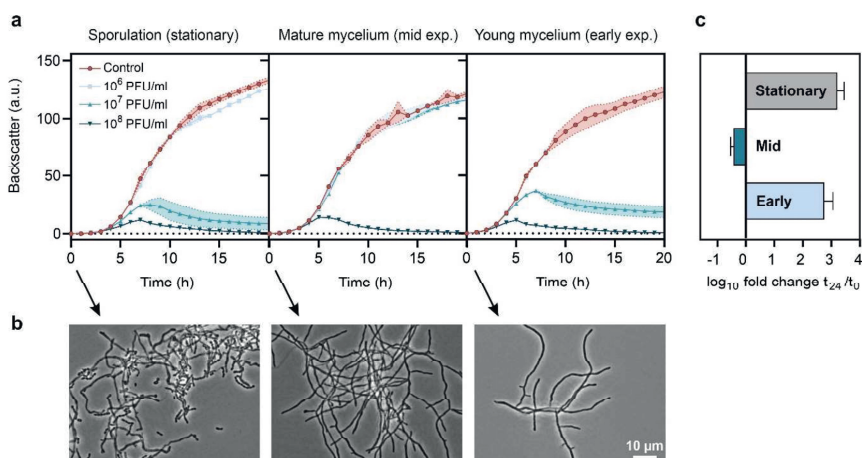 a
Sporulation (stationary) Mature mycelium (mid exp.) Young mycelium (early exp.)
c
150
100
50
0
Backscatter (a.u.)
Control
10⁶ PFU/ml
10⁷ PFU/ml
10⁸ PFU/ml
0 5 10 15 0 5 10 15 0 5 10 15 20
Time (h) Time (h) Time (h)
Stationary
Mid
Early
-1 0 1 2 3 4
log₁₀ fold change t₂₄/t₀
b
10 µm